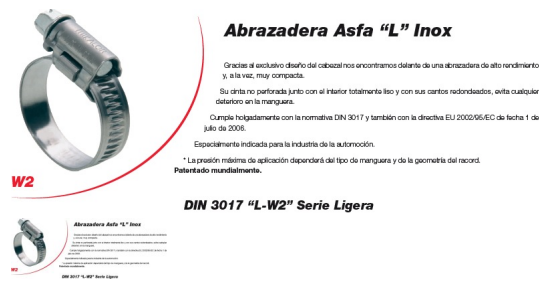 Abrazadera Asfa “L” Inox
Gracias al exclusivo diseño del cabezal nos encontramos delante de una abrazadera de alto rendimiento
y, a la vez, muy compacta.
Su cinta no perforada junto con el interior totalmente liso y con sus cantos redondeados, evita cualquier
deterioro en la manguera.
Cumple holgadamente con la normativa DIN 3017 y también con la directiva EU 2002/95/EC de fecha 1 de
julio de 2006.
Especialmente indicada para la industria de la automoción.
* La presión máxima de aplicación dependerá del tipo de manguera y de la geometría del racord.
Patentado mundialmente.
W2
DIN 3017 “L-W2” Serie Ligera
Abrazadera Asfa “L” Inox
W2
DIN 3017 “L-W2” Serie Ligera